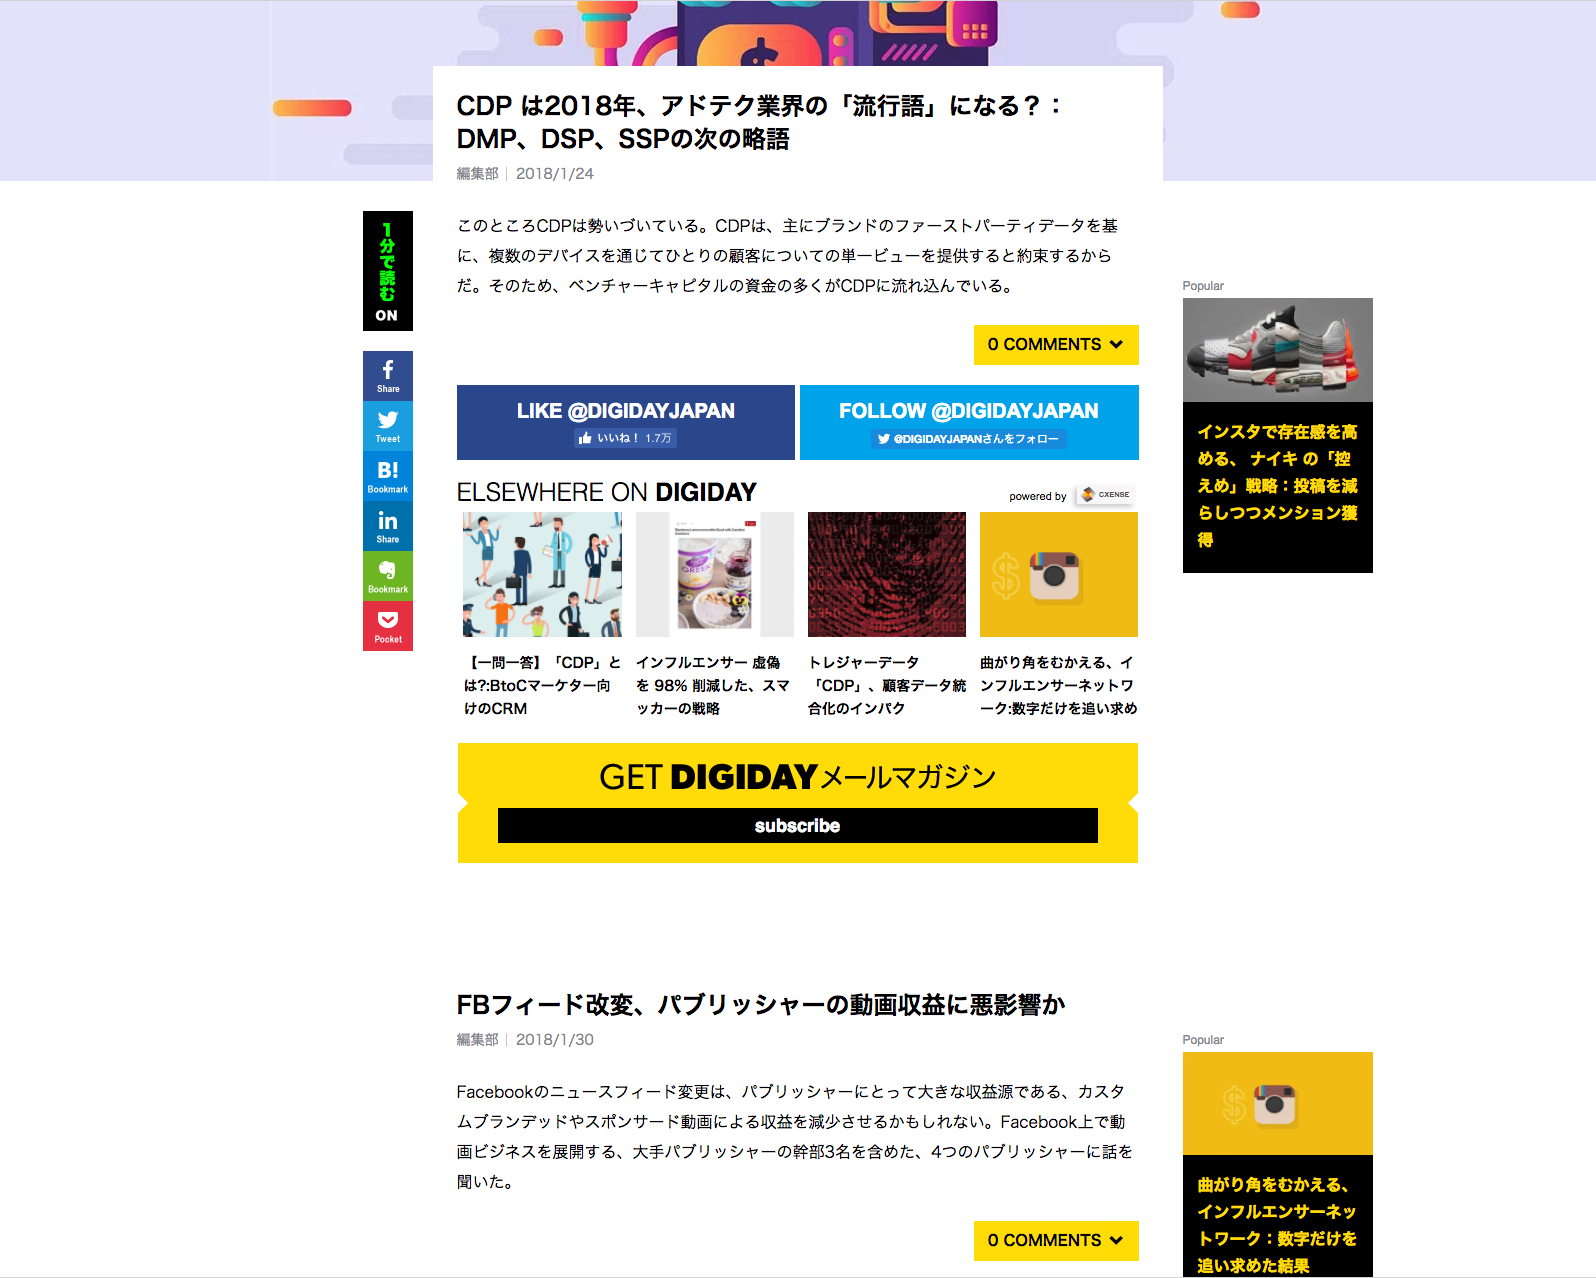 CDP は2018年、アドテク業界の「流行語」になる？：
DMP、DSP、SSPの次の略語
編集部 | 2018/1/24
このところCDPは勢いづいている。CDPは、主にブランドのファーストパーティデータを基
に、複数のデバイスを通じてひとりの顧客についての単一ビューを提供すると約束するから
だ。そのため、ベンチャーキャピタルの資金の多くがCDPに流れ込んでいる。
1分で読む
ON
Share
Tweet
B!
Bookmark
in
Share
Bookmark
Pocket
0 COMMENTS
LIKE @DIGIDAYJAPAN
いいね！ 1.7万
FOLLOW @DIGIDAYJAPAN
@DIGIDAYJAPANさんをフォロー
ELSEWHERE ON DIGIDAY
powered by CXENSE
【一問一答】「CDP」と
は?:BtoCマーケター向
けのCRM
インフルエンサー 虚偽
を 98% 削減した、スマ
ッカーの戦略
トレジャーデータ
「CDP」、顧客データ統
合化のインパク
曲がり角をむかえる、イ
ンフルエンサーネットワ
ーク:数字だけを追い求め
GET DIGIDAYメールマガジン
subscribe
Popular
インスタで存在感を高
める、 ナイキ の「控
えめ」戦略：投稿を減
らしつつメンション獲
得
FBフィード改変、パブリッシャーの動画収益に悪影響か
編集部 | 2018/1/30
Facebookのニュースフィード変更は、パブリッシャーにとって大きな収益源である、カスタ
ムブランデッドやスポンサード動画による収益を減少させるかもしれない。Facebook上で動
画ビジネスを展開する、大手パブリッシャーの幹部3名を含めた、4つのパブリッシャーに話を
聞いた。
0 COMMENTS
Popular
曲がり角をむかえる、
インフルエンサーネッ
トワーク：数字だけを
追い求めた結果